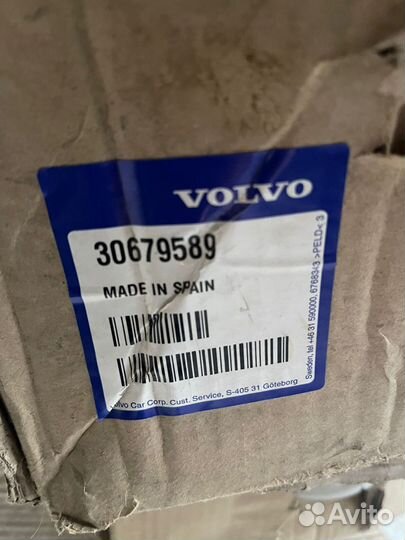 VOLVO
30679589
MADE IN SPAIN
Volvo Car Corp. Cust. Service, S-405 31 Göteborg
Sweden, tel.+46 31 590000, 6768343 >PELD< 3
Avito